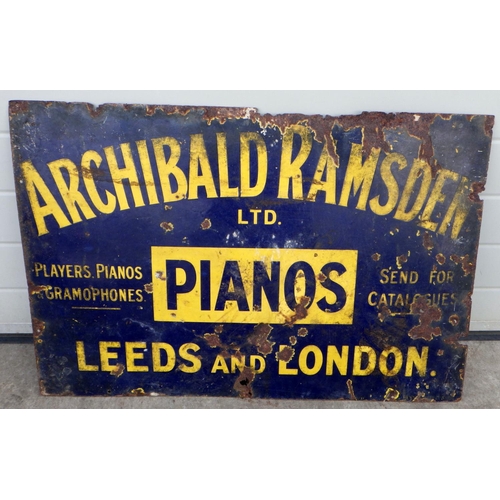 ARCHIBALD RAMSDEN
LTD.
PLAYERS, PIANOS
& GRAMOPHONES.
PIANOS
SEND FOR
CATALOGUES
LEEDS AND LONDON.